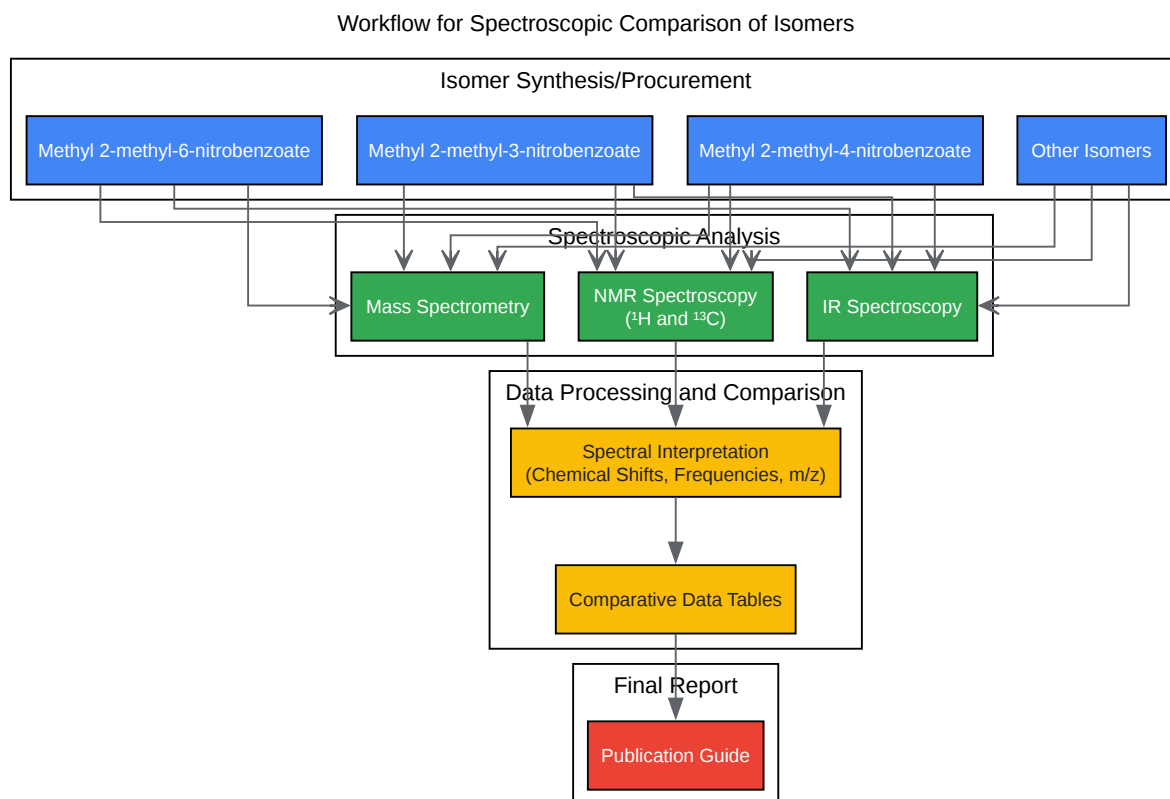 Workflow for Spectroscopic Comparison of Isomers
Isomer Synthesis/Procurement
Methyl 2-methyl-6-nitrobenzoate
Methyl 2-methyl-3-nitrobenzoate
Methyl 2-methyl-4-nitrobenzoate
Other Isomers
Spectroscopic Analysis
Mass Spectrometry
NMR Spectroscopy
(¹H and ¹³C)
IR Spectroscopy
Data Processing and Comparison
Spectral Interpretation
(Chemical Shifts, Frequencies, m/z)
Comparative Data Tables
Final Report
Publication Guide